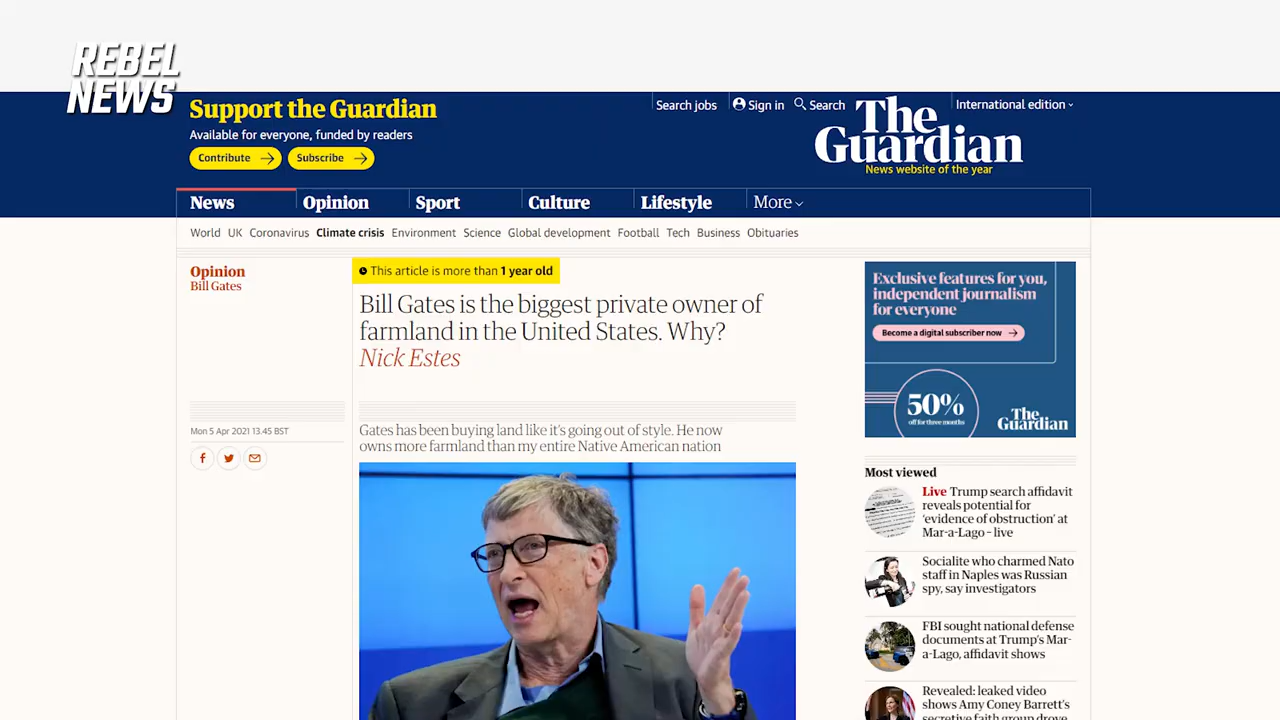 REBEL
NEWS
Support the Guardian
Available for everyone, funded by readers
Contribute
Subscribe
Search jobs
Sign in
Search
International edition
The
Guardian
News website of the year
News
Opinion
Sport
Culture
Lifestyle
More
World
UK
Coronavirus
Climate crisis
Environment
Science
Global development
Football
Tech
Business
Obituaries
Opinion
Bill Gates
This article is more than 1 year old
Bill Gates is the biggest private owner of
farmland in the United States. Why?
Nick Estes
Mon 5 Apr 2021 13.45 BST
Gates has been buying land like it's going out of style. He now
owns more farmland than my entire Native American nation
Exclusive features for you,
independent journalism
for everyone
Become a digital subscriber now
50%
off for three months
The
Guardian
Most viewed
Live Trump search affidavit
reveals potential for
‘evidence of obstruction’ at
Mar-a-Lago – live
Socialite who charmed Nato
staff in Naples was Russian
spy, say investigators
FBI sought national defense
documents at Trump's Mar-
a-Lago, affidavit shows
Revealed: leaked video
shows Amy Coney Barrett's
secretive faith group drove